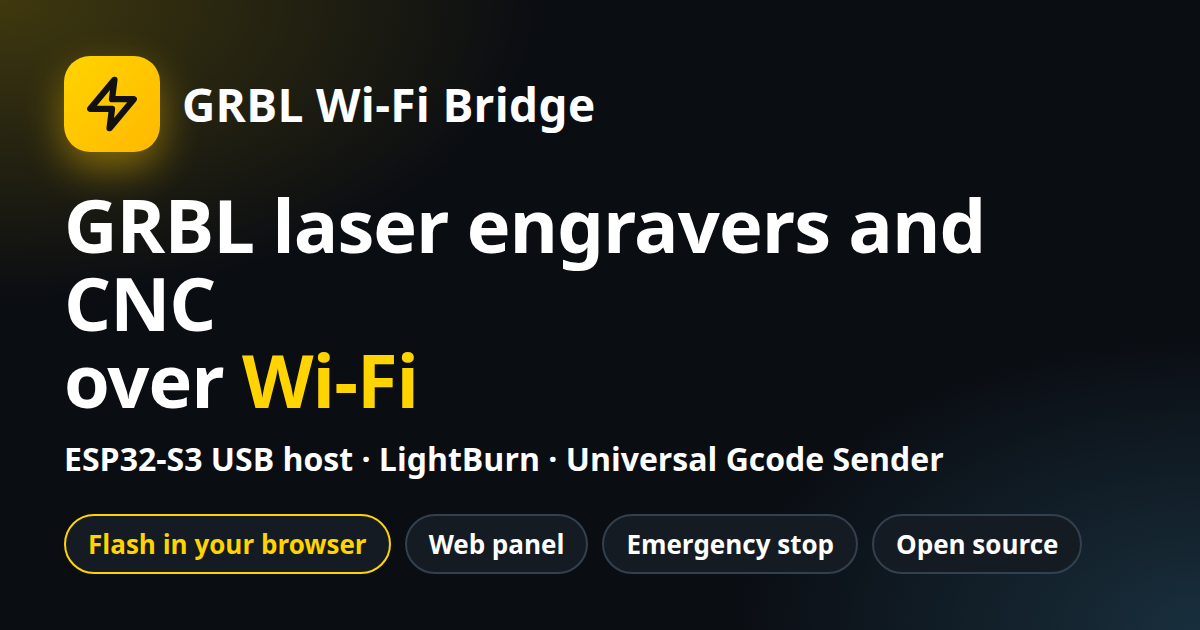 GRBL Wi-Fi Bridge
GRBL laser engravers and
CNC
over Wi-Fi
ESP32-S3 USB host · LightBurn · Universal Gcode Sender
Flash in your browser
Web panel
Emergency stop
Open source